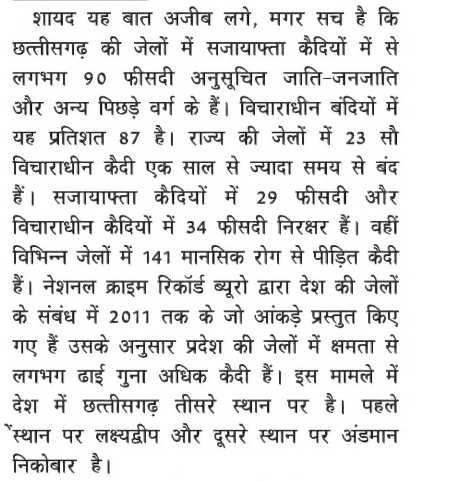 शायद यह बात अजीब लगे, मगर सच है कि
छत्तीसगढ़ की जेलों में सजायाफ्ता कैदियों में से
लगभग 90 फीसदी अनुसूचित जाति-जनजाति
और अन्य पिछड़े वर्ग के हैं। विचाराधीन बंदियों में
यह प्रतिशत 87 है। राज्य की जेलों में 23 सौ
विचाराधीन कैदी एक साल से ज्यादा समय से बंद
हैं। सजायाफ्ता कैदियों में 29 फीसदी और
विचाराधीन कैदियों में 34 फीसदी निरक्षर हैं। वहीं
विभिन्न जेलों में 141 मानसिक रोग से पीड़ित कैदी
हैं। नेशनल क्राइम रिकॉर्ड ब्यूरो द्वारा देश की जेलों
के संबंध में 2011 तक के जो आंकड़े प्रस्तुत किए
गए हैं उसके अनुसार प्रदेश की जेलों में क्षमता से
लगभग ढाई गुना अधिक कैदी हैं। इस मामले में
देश में छत्तीसगढ़ तीसरे स्थान पर है। पहले
ेंस्थान पर लक्ष्यद्वीप और दूसरे स्थान पर अंडमान
निकोबार है।